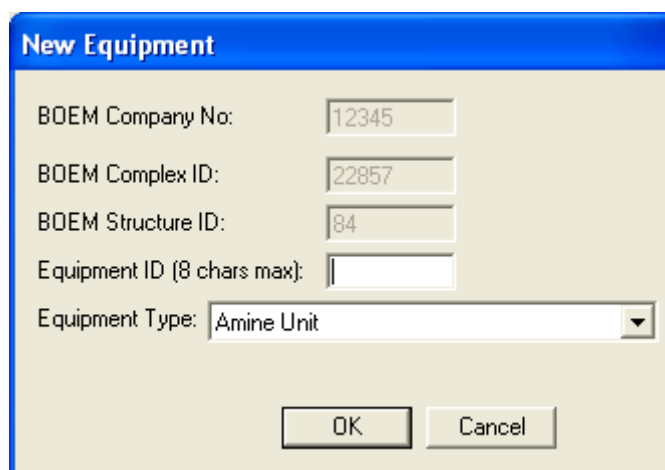 New Equipment
BOEM Company No: 12345
BOEM Complex ID: 22857
BOEM Structure ID: 84
Equipment ID (8 chars max):
Equipment Type: Amine Unit
OK Cancel